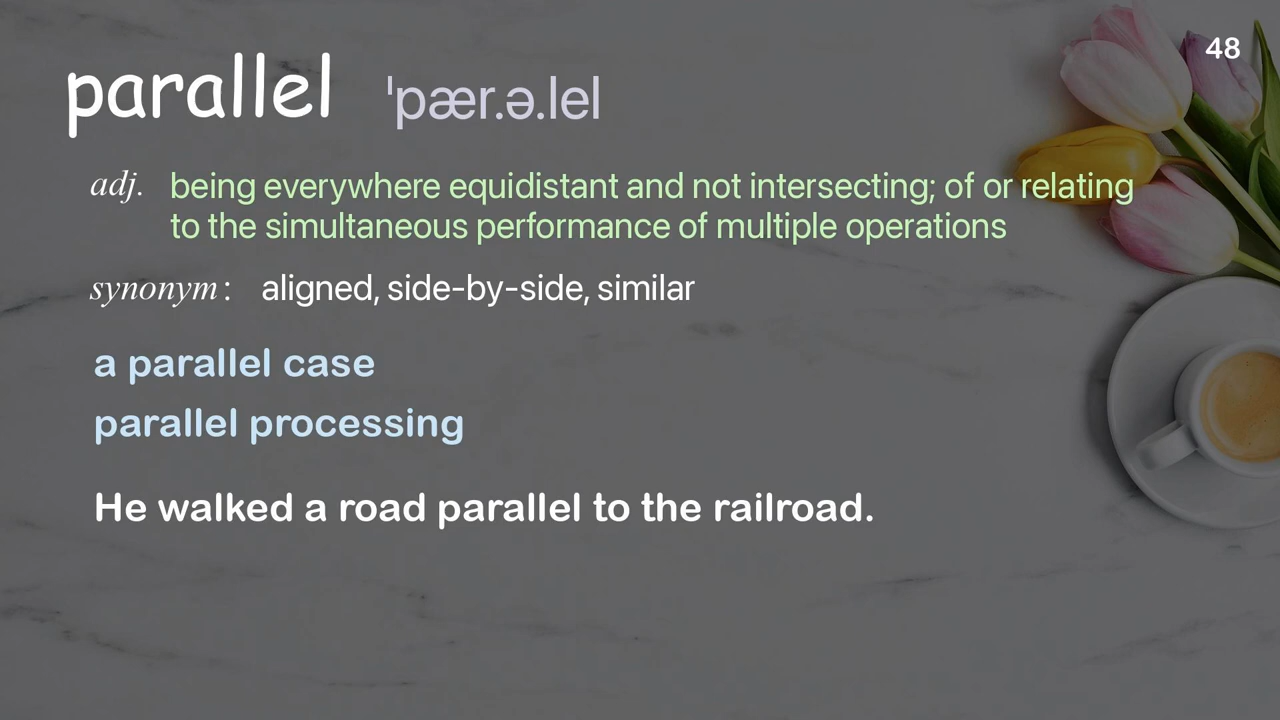 48
parallel ˈpær.ə.lel
adj. being everywhere equidistant and not intersecting; of or relating
to the simultaneous performance of multiple operations
synonym: aligned, side-by-side, similar
a parallel case
parallel processing
He walked a road parallel to the railroad.